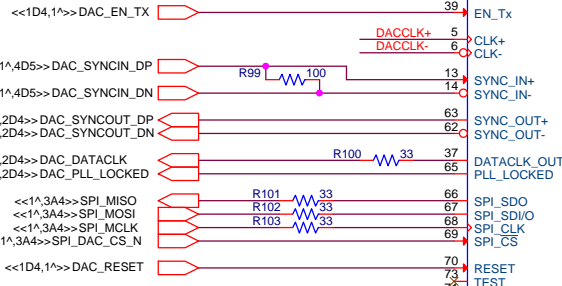 <<1D4,1^>> DAC_EN_TX 39 EN_Tx
DACCLK+ 5 CLK+
DACCLK- 6 CLK-
1^,4D5>> DAC_SYNCIN_DP 13 SYNC_IN+
R99 100
1^,4D5>> DAC_SYNCIN_DN 14 SYNC_IN-
,2D4>> DAC_SYNCOUT_DP 63 SYNC_OUT+
,2D4>> DAC_SYNCOUT_DN 62 SYNC_OUT-
,2D4>> DAC_DATACLK R100 33 37 DATACLK_OUT
,2D4>> DAC_PLL_LOCKED 65 PLL_LOCKED
<<1^,3A4>> SPI_MISO R101 33 66 SPI_SDO
<<1^,3A4>> SPI_MOSI R102 33 67 SPI_SDI/O
<<1^,3A4>> SPI_MCLK R103 33 68 SPI_CLK
1^,3A4>> SPI_DAC_CS_N 69 SPI_CS
<<1D4,1^>> DAC_RESET 70 RESET
73 TEST